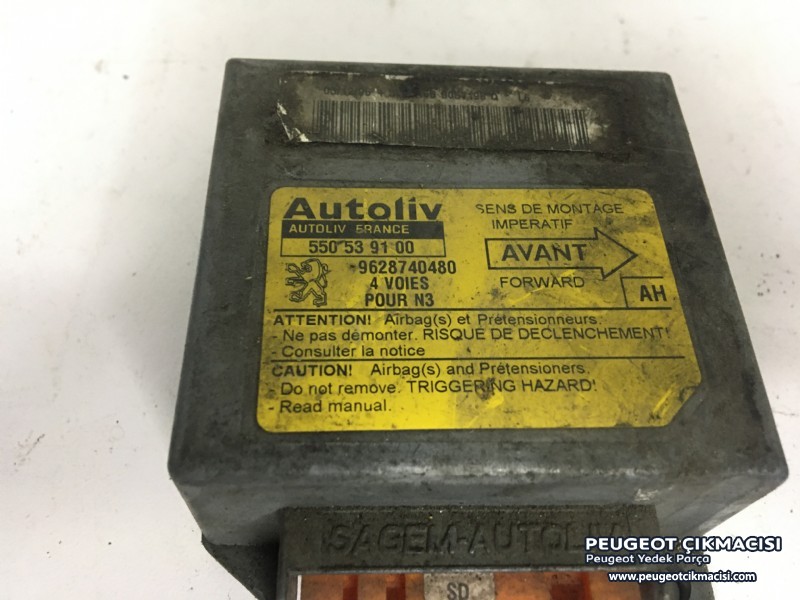 Autoliv
AUTOLIV FRANCE
550 53 91 00
9628740480
4 VOIES
POUR N3
SENS DE MONTAGE
IMPERATIF
AVANT
FORWARD
AH
ATTENTION! Airbag(s) et Prétensionneurs.
- Ne pas démonter. RISQUE DE DECLENCHEMENT!
- Consulter la notice
CAUTION! Airbag(s) and Prétensioners.
- Do not remove. TRIGGERING HAZARD!
- Read manual.
SAGEM-AUTOLIV
SD
PEUGEOT ÇIKMACISI
Peugeot Yedek Parça
www.peugeotcikmacisi.com